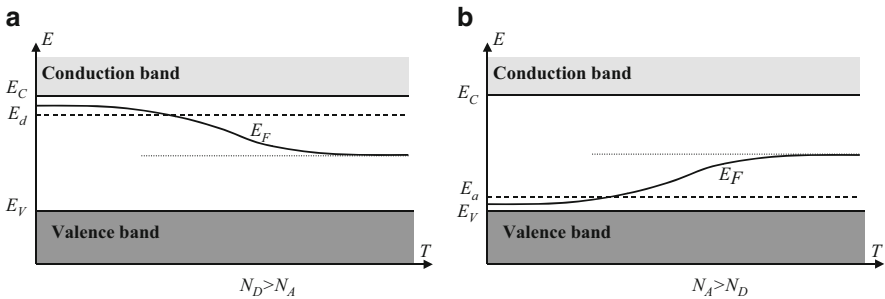 a
E
Conduction band
E_C
E_d
E_F
E_V
Valence band
T
N_D>N_A
b
E
Conduction band
E_C
E_F
E_a
E_V
Valence band
T
N_A>N_D